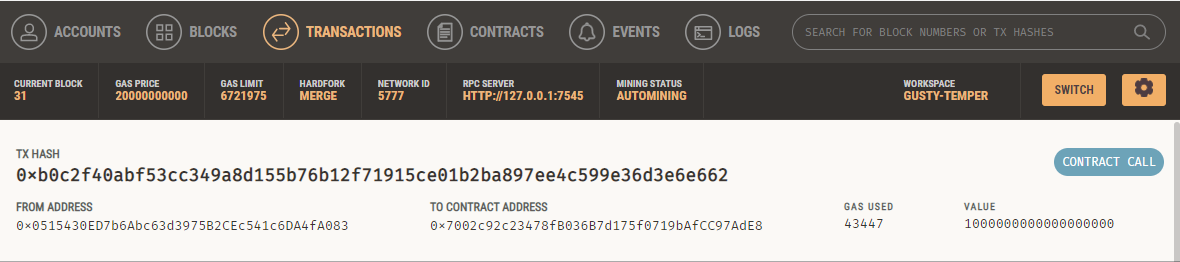 ACCOUNTS BLOCKS TRANSACTIONS CONTRACTS EVENTS LOGS SEARCH FOR BLOCK NUMBERS OR TX HASHES
CURRENT BLOCK GAS PRICE GAS LIMIT HARDFORK NETWORK ID RPC SERVER MINING STATUS WORKSPACE
31 20000000000 6721975 MERGE 5777 HTTP://127.0.0.1:7545 AUTOMINING GUSTY-TEMPER SWITCH
TX HASH
0×b0c2f40abf53cc349a8d155b76b12f71915ce01b2ba897ee4c599e36d3e6e662 CONTRACT CALL
FROM ADDRESS TO CONTRACT ADDRESS GAS USED VALUE
0×0515430ED7b6Abc63d3975B2CEc541c6DA4fA083 0×7002c92c23478fB036B7d175f0719bAfCC97AdE8 43447 1000000000000000000